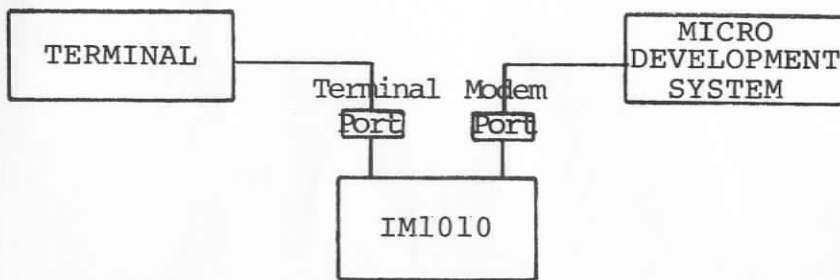 TERMINAL
MICRO
DEVELOPMENT
SYSTEM
Terminal Modem
Port Port
IM1010